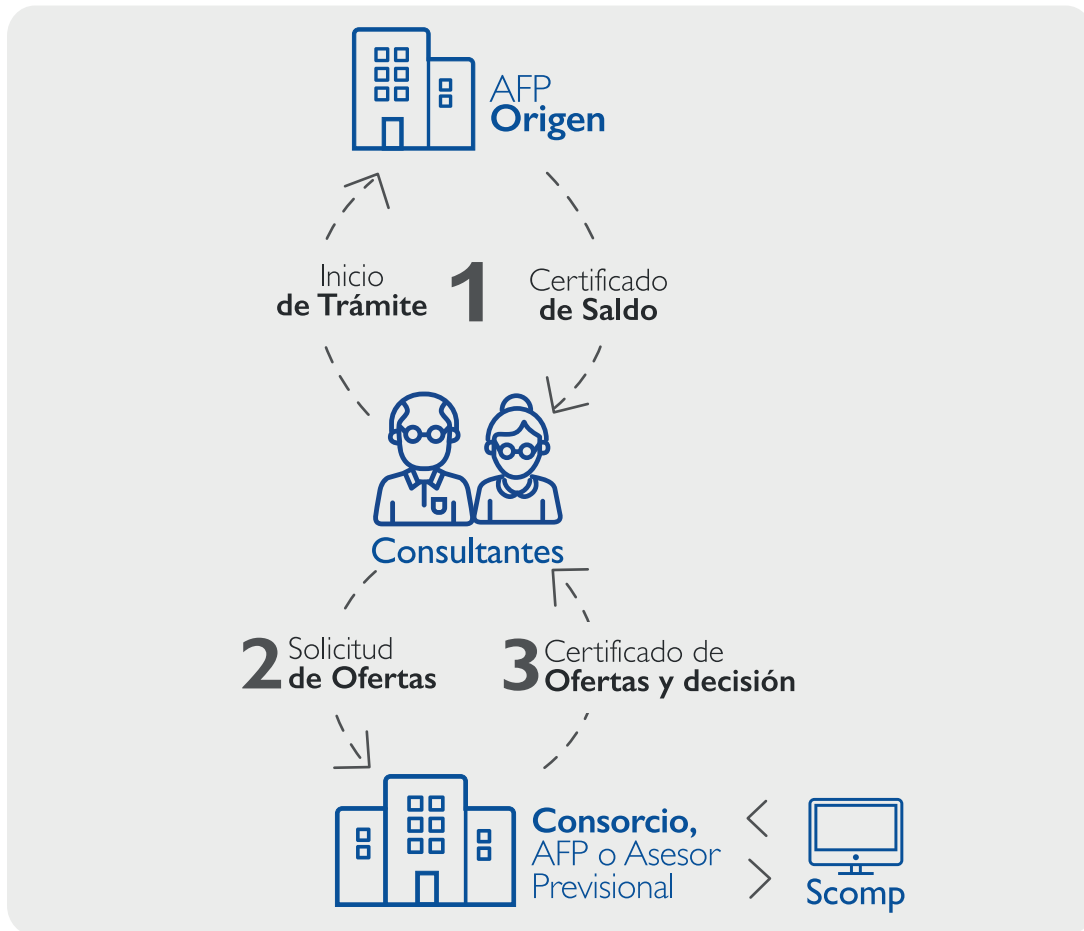 AFP
Origen
Inicio
de Trámite
1
Certificado
de Saldo
Consultantes
2
Solicitud
de Ofertas
3
Certificado de
Ofertas y decisión
Consorcio,
AFP o Asesor
Previsional
Scomp